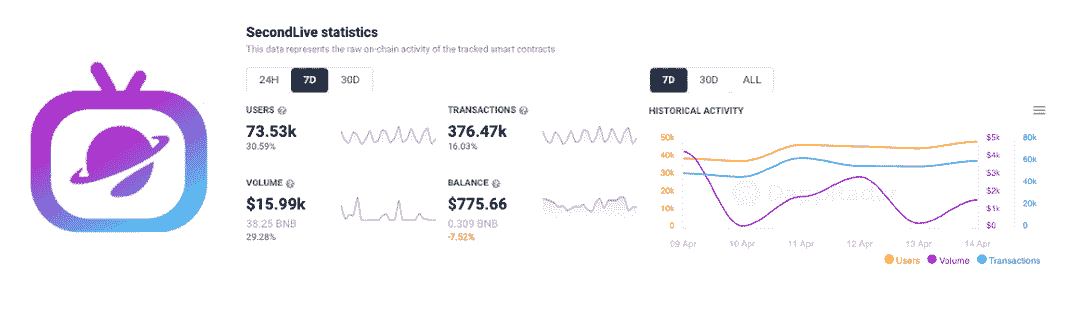 SecondLive statistics
This data represents the raw on-chain activity of the tracked smart contracts
24H 7D 30D
USERS
73.53k
30.59%
TRANSACTIONS
376.47k
16.03%
VOLUME
$15.99k
38.25 BNB
29.28%
BALANCE
$775.66
0.309 BNB
-7.52%
7D 30D ALL
HISTORICAL ACTIVITY
50k
40k
30k
20k
10k
0
$5k
$4k
$3k
$2k
$1k
$0
80k
60k
40k
20k
0
09 Apr 10 Apr 11 Apr 12 Apr 13 Apr 14 Apr
Users Volume Transactions